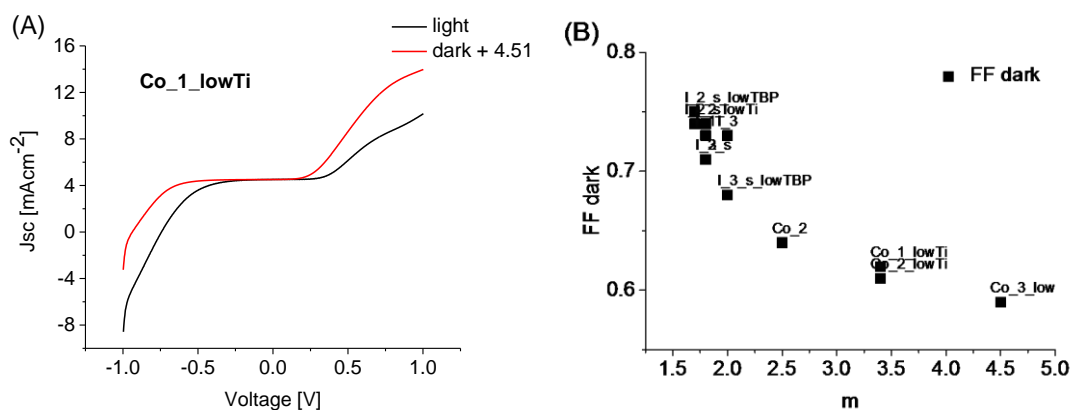 (A)
light
dark + 4.51
Co_1_lowTi
16
12
8
4
0
-4
-8
Jsc [mAcm-2]
-1.0 -0.5 0.0 0.5 1.0
Voltage [V]
(B)
FF dark
0.8
0.7
0.6
FF dark
I_2_s_lowTBP
I_3_s_lowTBP
Co_2
Co_1_lowTi
Co_2_lowTi
Co_3_low
1.5 2.0 2.5 3.0 3.5 4.0 4.5 5.0
m